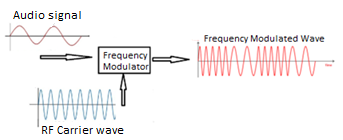 Audio signal
Frequency Modulated Wave
Frequency
Modulator
RF Carrier wave